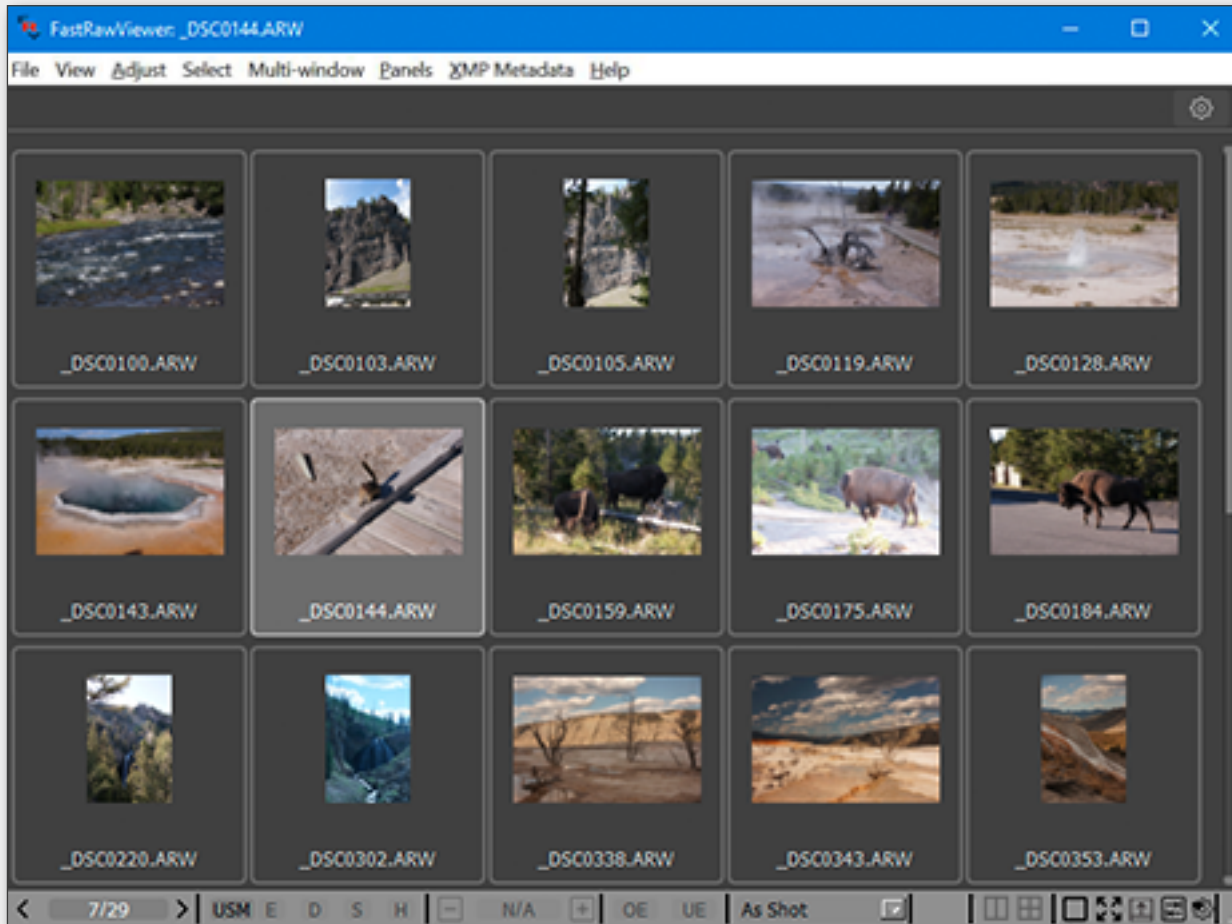 FastRawViewer: _DSC0144.ARW
File View Adjust Select Multi-window Panels XMP Metadata Help
_DSC0100.ARW _DSC0103.ARW _DSC0105.ARW _DSC0119.ARW _DSC0128.ARW
_DSC0143.ARW _DSC0144.ARW _DSC0159.ARW _DSC0175.ARW _DSC0184.ARW
_DSC0220.ARW _DSC0302.ARW _DSC0338.ARW _DSC0343.ARW _DSC0353.ARW
7/29 USM E D S H N/A OE UE As Shot